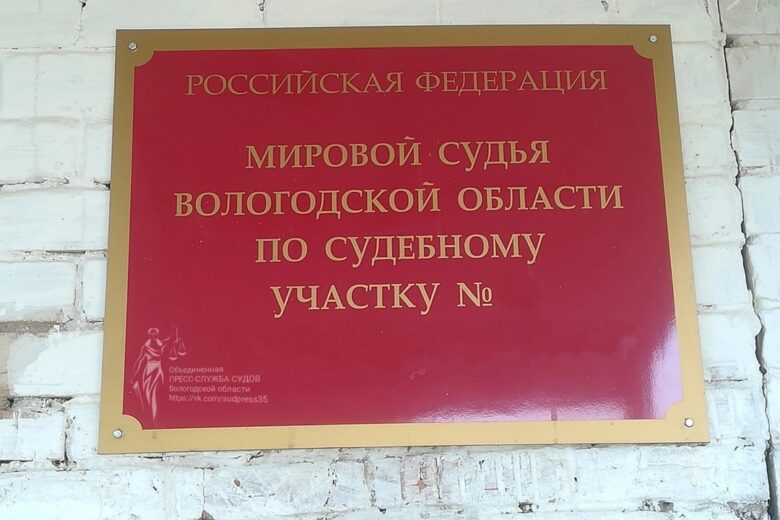 РОССИЙСКАЯ ФЕДЕРАЦИЯ
МИРОВОЙ СУДЬЯ
ВОЛОГОДСКОЙ ОБЛАСТИ
ПО СУДЕБНОМУ
УЧАСТКУ №
Объединенная
ПРЕСС-СЛУЖБА СУДОВ
Вологодской области
https://vk.com/sudpress35